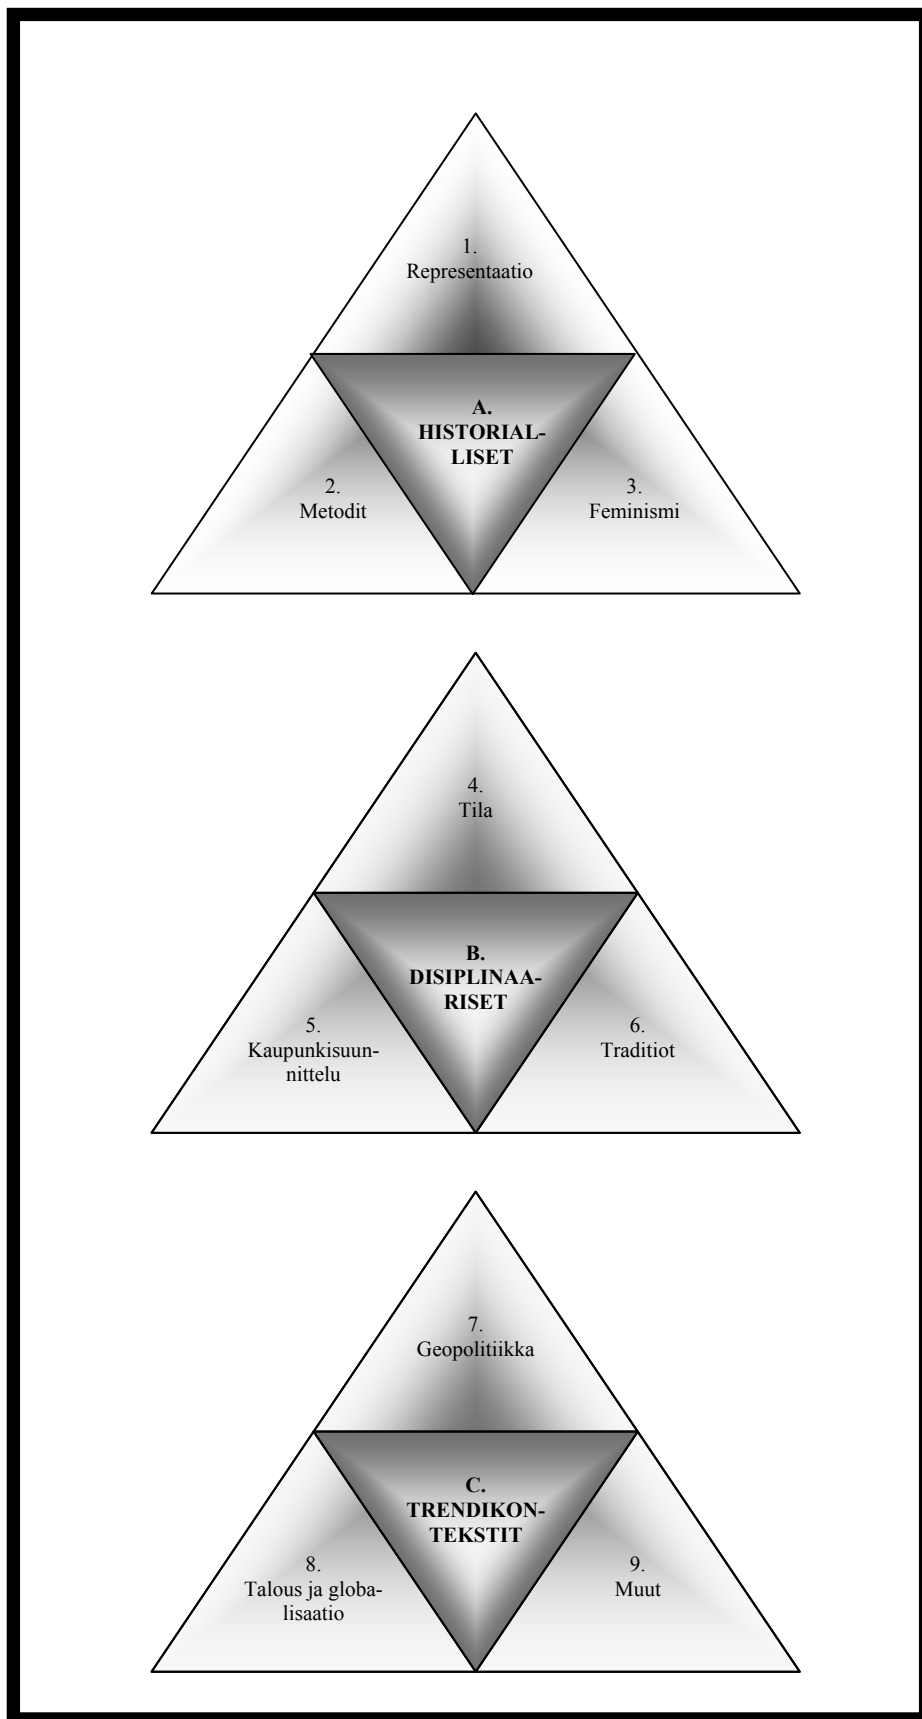 1.
Representaatio
A.
HISTORIAL-
LISET
2.
Metodit
3.
Feminismi
4.
Tila
B.
DISIPLINAA-
RISET
5.
Kaupunkisuun-
nittelu
6.
Traditiot
7.
Geopolitiikka
C.
TRENDIKON-
TEKSTIT
8.
Talous ja globa-
lisaatio
9.
Muut